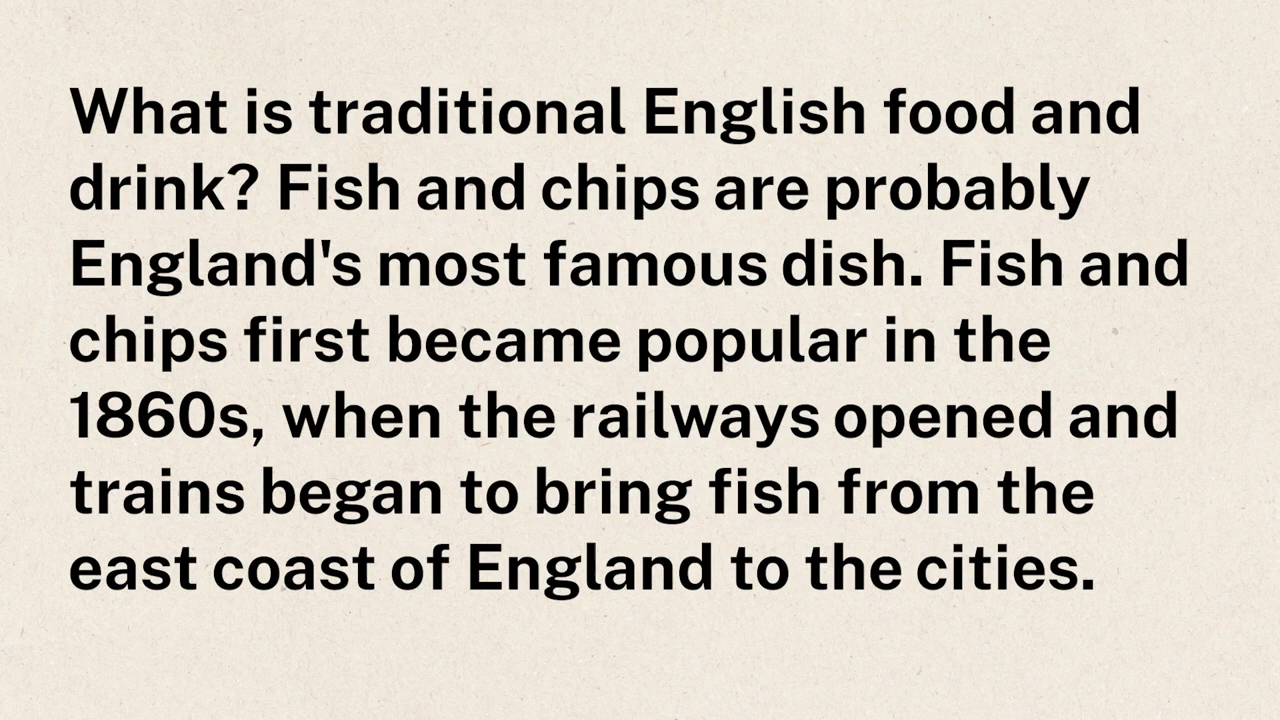 What is traditional English food and
drink? Fish and chips are probably
England's most famous dish. Fish and
chips first became popular in the
1860s, when the railways opened and
trains began to bring fish from the
east coast of England to the cities.